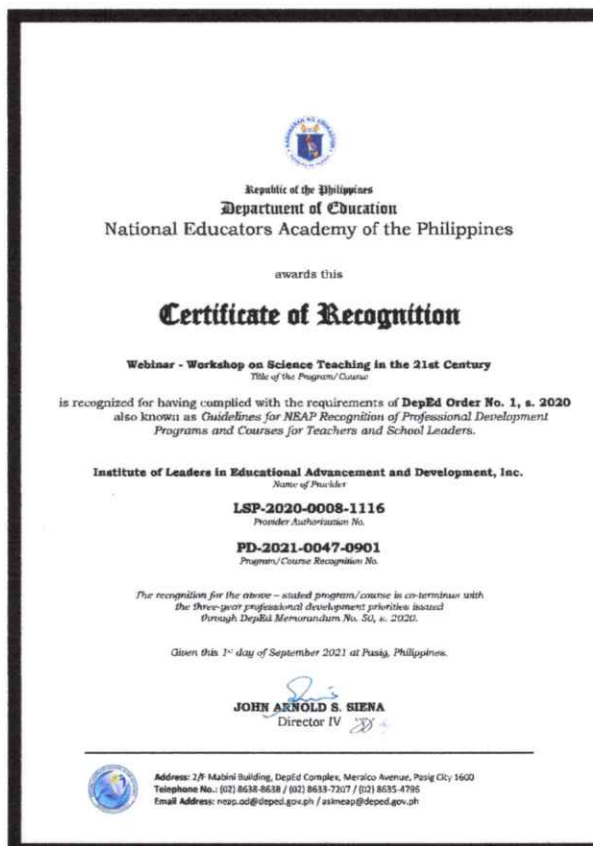 Republic of the Philippines
Department of Education
National Educators Academy of the Philippines
awards this
Certificate of Recognition
Webinar - Workshop on Science Teaching in the 21st Century
Title of the Program/Course
is recognized for having complied with the requirements of DepEd Order No. 1, s. 2020
also known as Guidelines for NEAP Recognition of Professional Development
Programs and Courses for Teachers and School Leaders.
Institute of Leaders in Educational Advancement and Development, Inc.
Name of Provider
LSP-2020-0008-1116
Provider Authorization No.
PD-2021-0047-0901
Program/Course Recognition No.
The recognition for the above – stated program/course is co-terminus with
the three-year professional development priorities issued
through DepEd Memorandum No. 50, s. 2020.
Given this 1st day of September 2021 at Pasig, Philippines.
JOHN ARNOLD S. SIENA
Director IV
Address: 2/F Mabini Building, DepEd Complex, Meralco Avenue, Pasig City 1600
Telephone No.: (02) 8638-8638 / (02) 8633-7207 / (02) 8635-4796
Email Address: neap.od@deped.gov.ph / askneap@deped.gov.ph